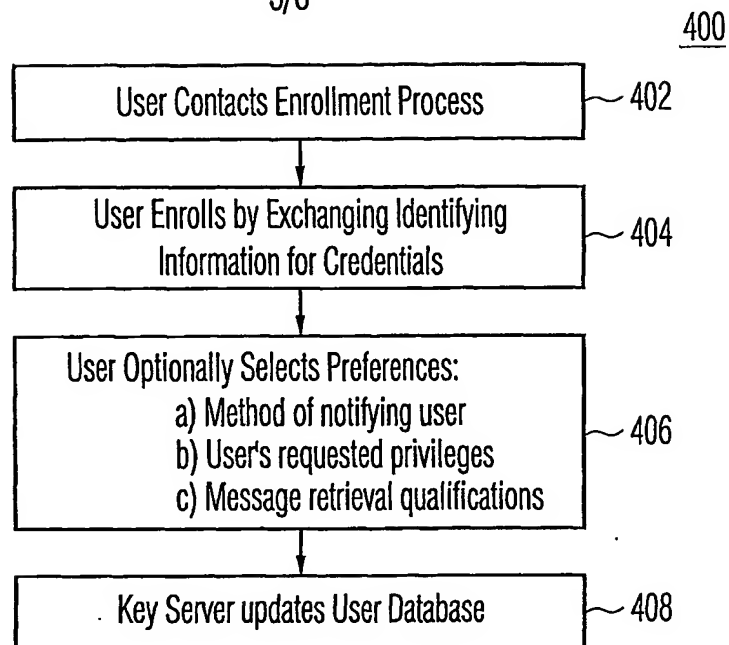 400
User Contacts Enrollment Process
402
User Enrolls by Exchanging Identifying
Information for Credentials
404
User Optionally Selects Preferences:
a) Method of notifying user
b) User's requested privileges
c) Message retrieval qualifications
406
Key Server updates User Database
408